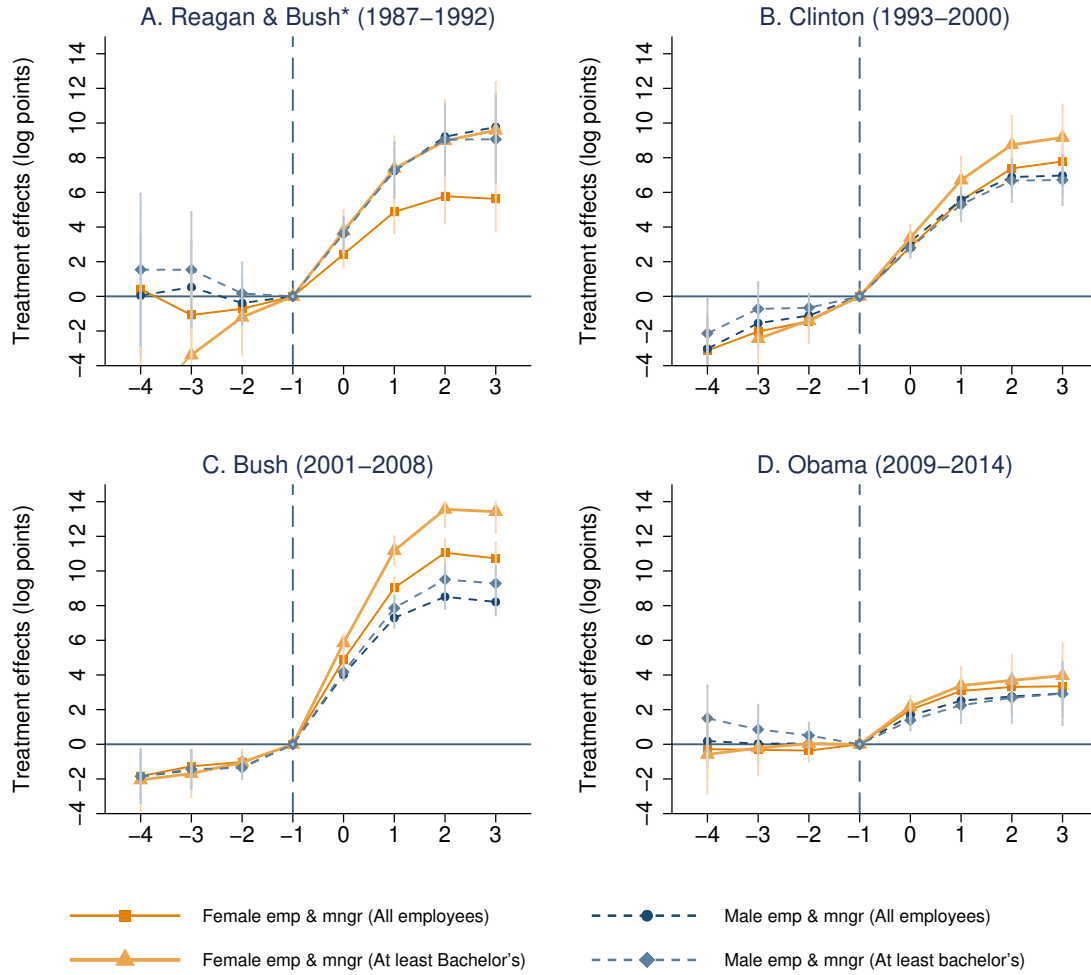 A. Reagan & Bush* (1987−1992)
Treatment effects (log points)
14
12
10
8
6
4
2
0
−2
−4
−4 −3 −2 −1 0 1 2 3
B. Clinton (1993−2000)
Treatment effects (log points)
14
12
10
8
6
4
2
0
−2
−4
−4 −3 −2 −1 0 1 2 3
C. Bush (2001−2008)
Treatment effects (log points)
14
12
10
8
6
4
2
0
−2
−4
−4 −3 −2 −1 0 1 2 3
D. Obama (2009−2014)
Treatment effects (log points)
14
12
10
8
6
4
2
0
−2
−4
−4 −3 −2 −1 0 1 2 3
Female emp & mngr (All employees)
Male emp & mngr (All employees)
Female emp & mngr (At least Bachelor's)
Male emp & mngr (At least bachelor's)